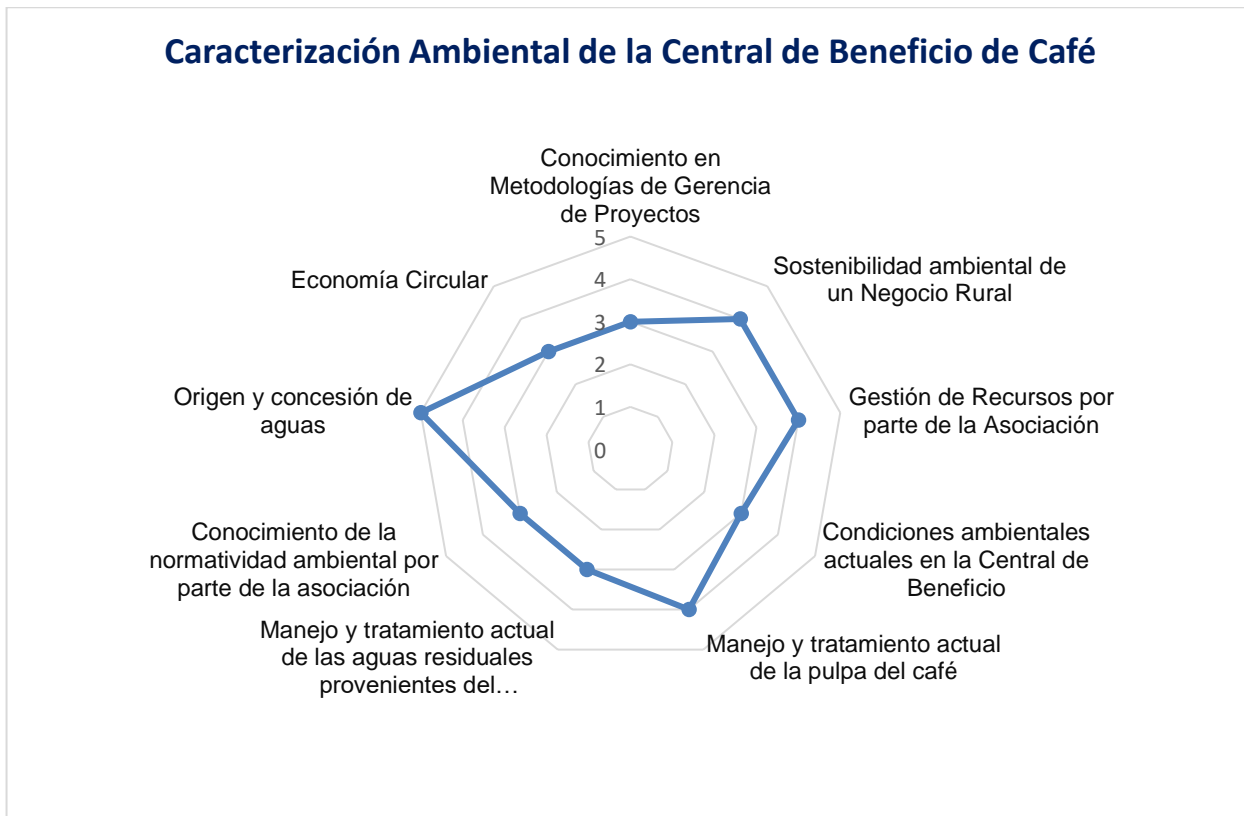 Caracterización Ambiental de la Central de Beneficio de Café
Conocimiento en
Metodologías de Gerencia
de Proyectos
Sostenibilidad ambiental de
un Negocio Rural
Gestión de Recursos por
parte de la Asociación
Condiciones ambientales
actuales en la Central de
Beneficio
Manejo y tratamiento actual
de la pulpa del café
Manejo y tratamiento actual
de las aguas residuales
provenientes del…
Conocimiento de la
normatividad ambiental por
parte de la asociación
Origen y concesión de
aguas
Economía Circular
5
4
3
2
1
0